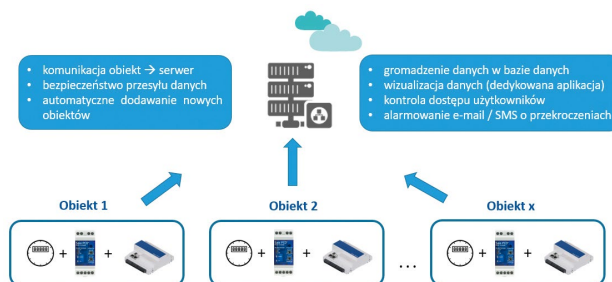 • komunikacja obiekt → serwer
• bezpieczeństwo przesyłu danych
• automatyczne dodawanie nowych
obiektów
• gromadzenie danych w bazie danych
• wizualizacja danych (dedykowana aplikacja)
• kontrola dostępu użytkowników
• alarmowanie e-mail / SMS o przekroczeniach
Obiekt 1
Obiekt 2
Obiekt x
+ +
+ +
...
+ +